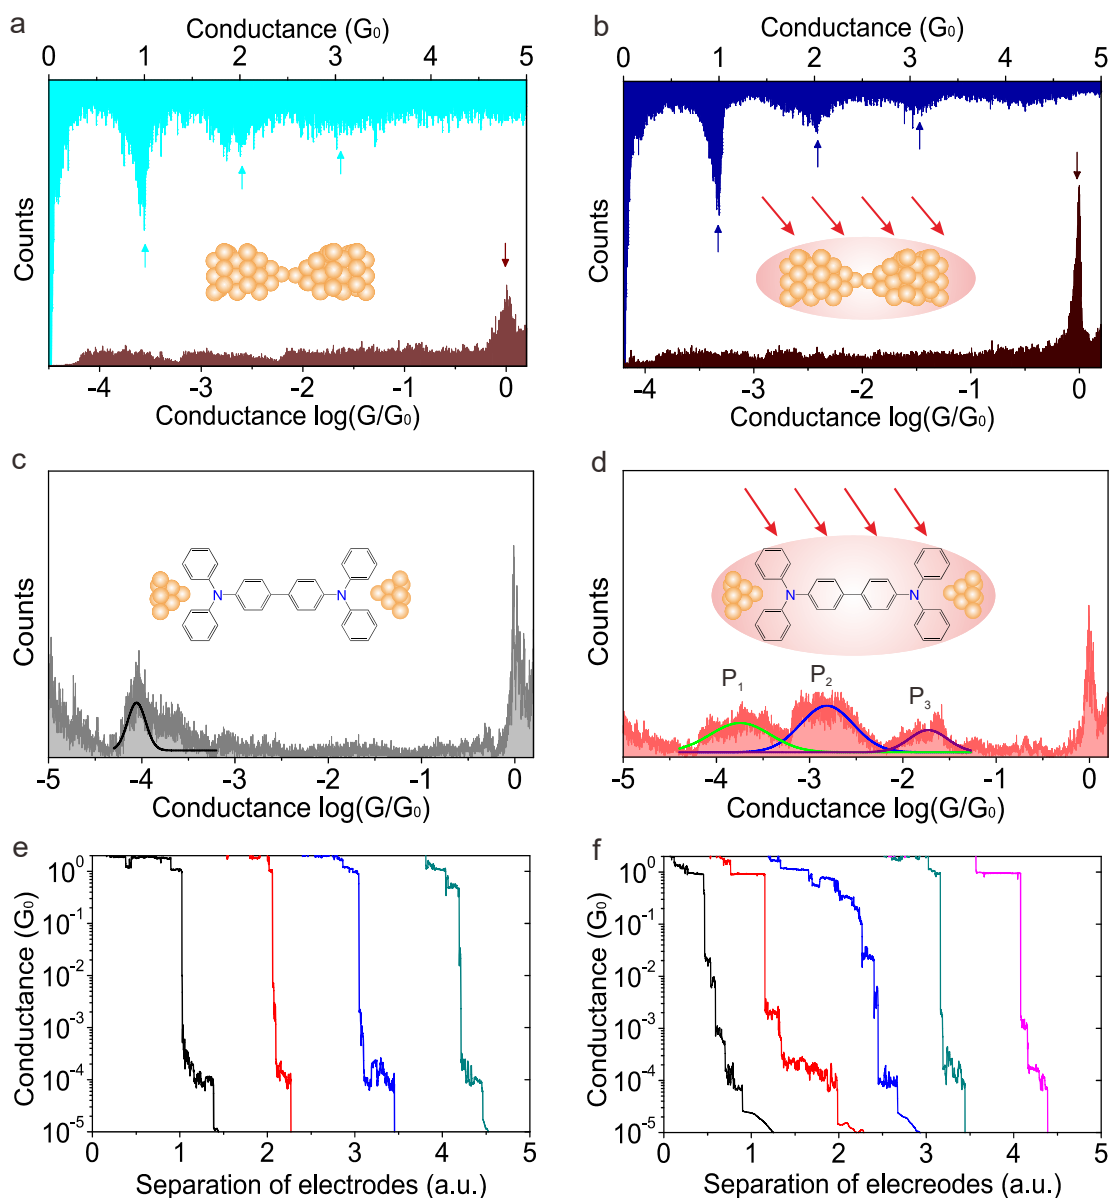 a
Conductance (G₀)
0 1 2 3 4 5
Counts
-4 -3 -2 -1 0
Conductance log(G/G₀)
b
Conductance (G₀)
0 1 2 3 4 5
Counts
-4 -3 -2 -1 0
Conductance log(G/G₀)
c
Counts
N N
-5 -4 -3 -2 -1 0
Conductance log(G/G₀)
d
Counts
N N
P₁ P₂ P₃
-5 -4 -3 -2 -1 0
Conductance log(G/G₀)
e
Conductance (G₀)
10⁰
10⁻¹
10⁻²
10⁻³
10⁻⁴
10⁻⁵
0 1 2 3 4 5
Separation of electrodes (a.u.)
f
Conductance (G₀)
10⁰
10⁻¹
10⁻²
10⁻³
10⁻⁴
10⁻⁵
0 1 2 3 4 5
Separation of elecreodes (a.u.)